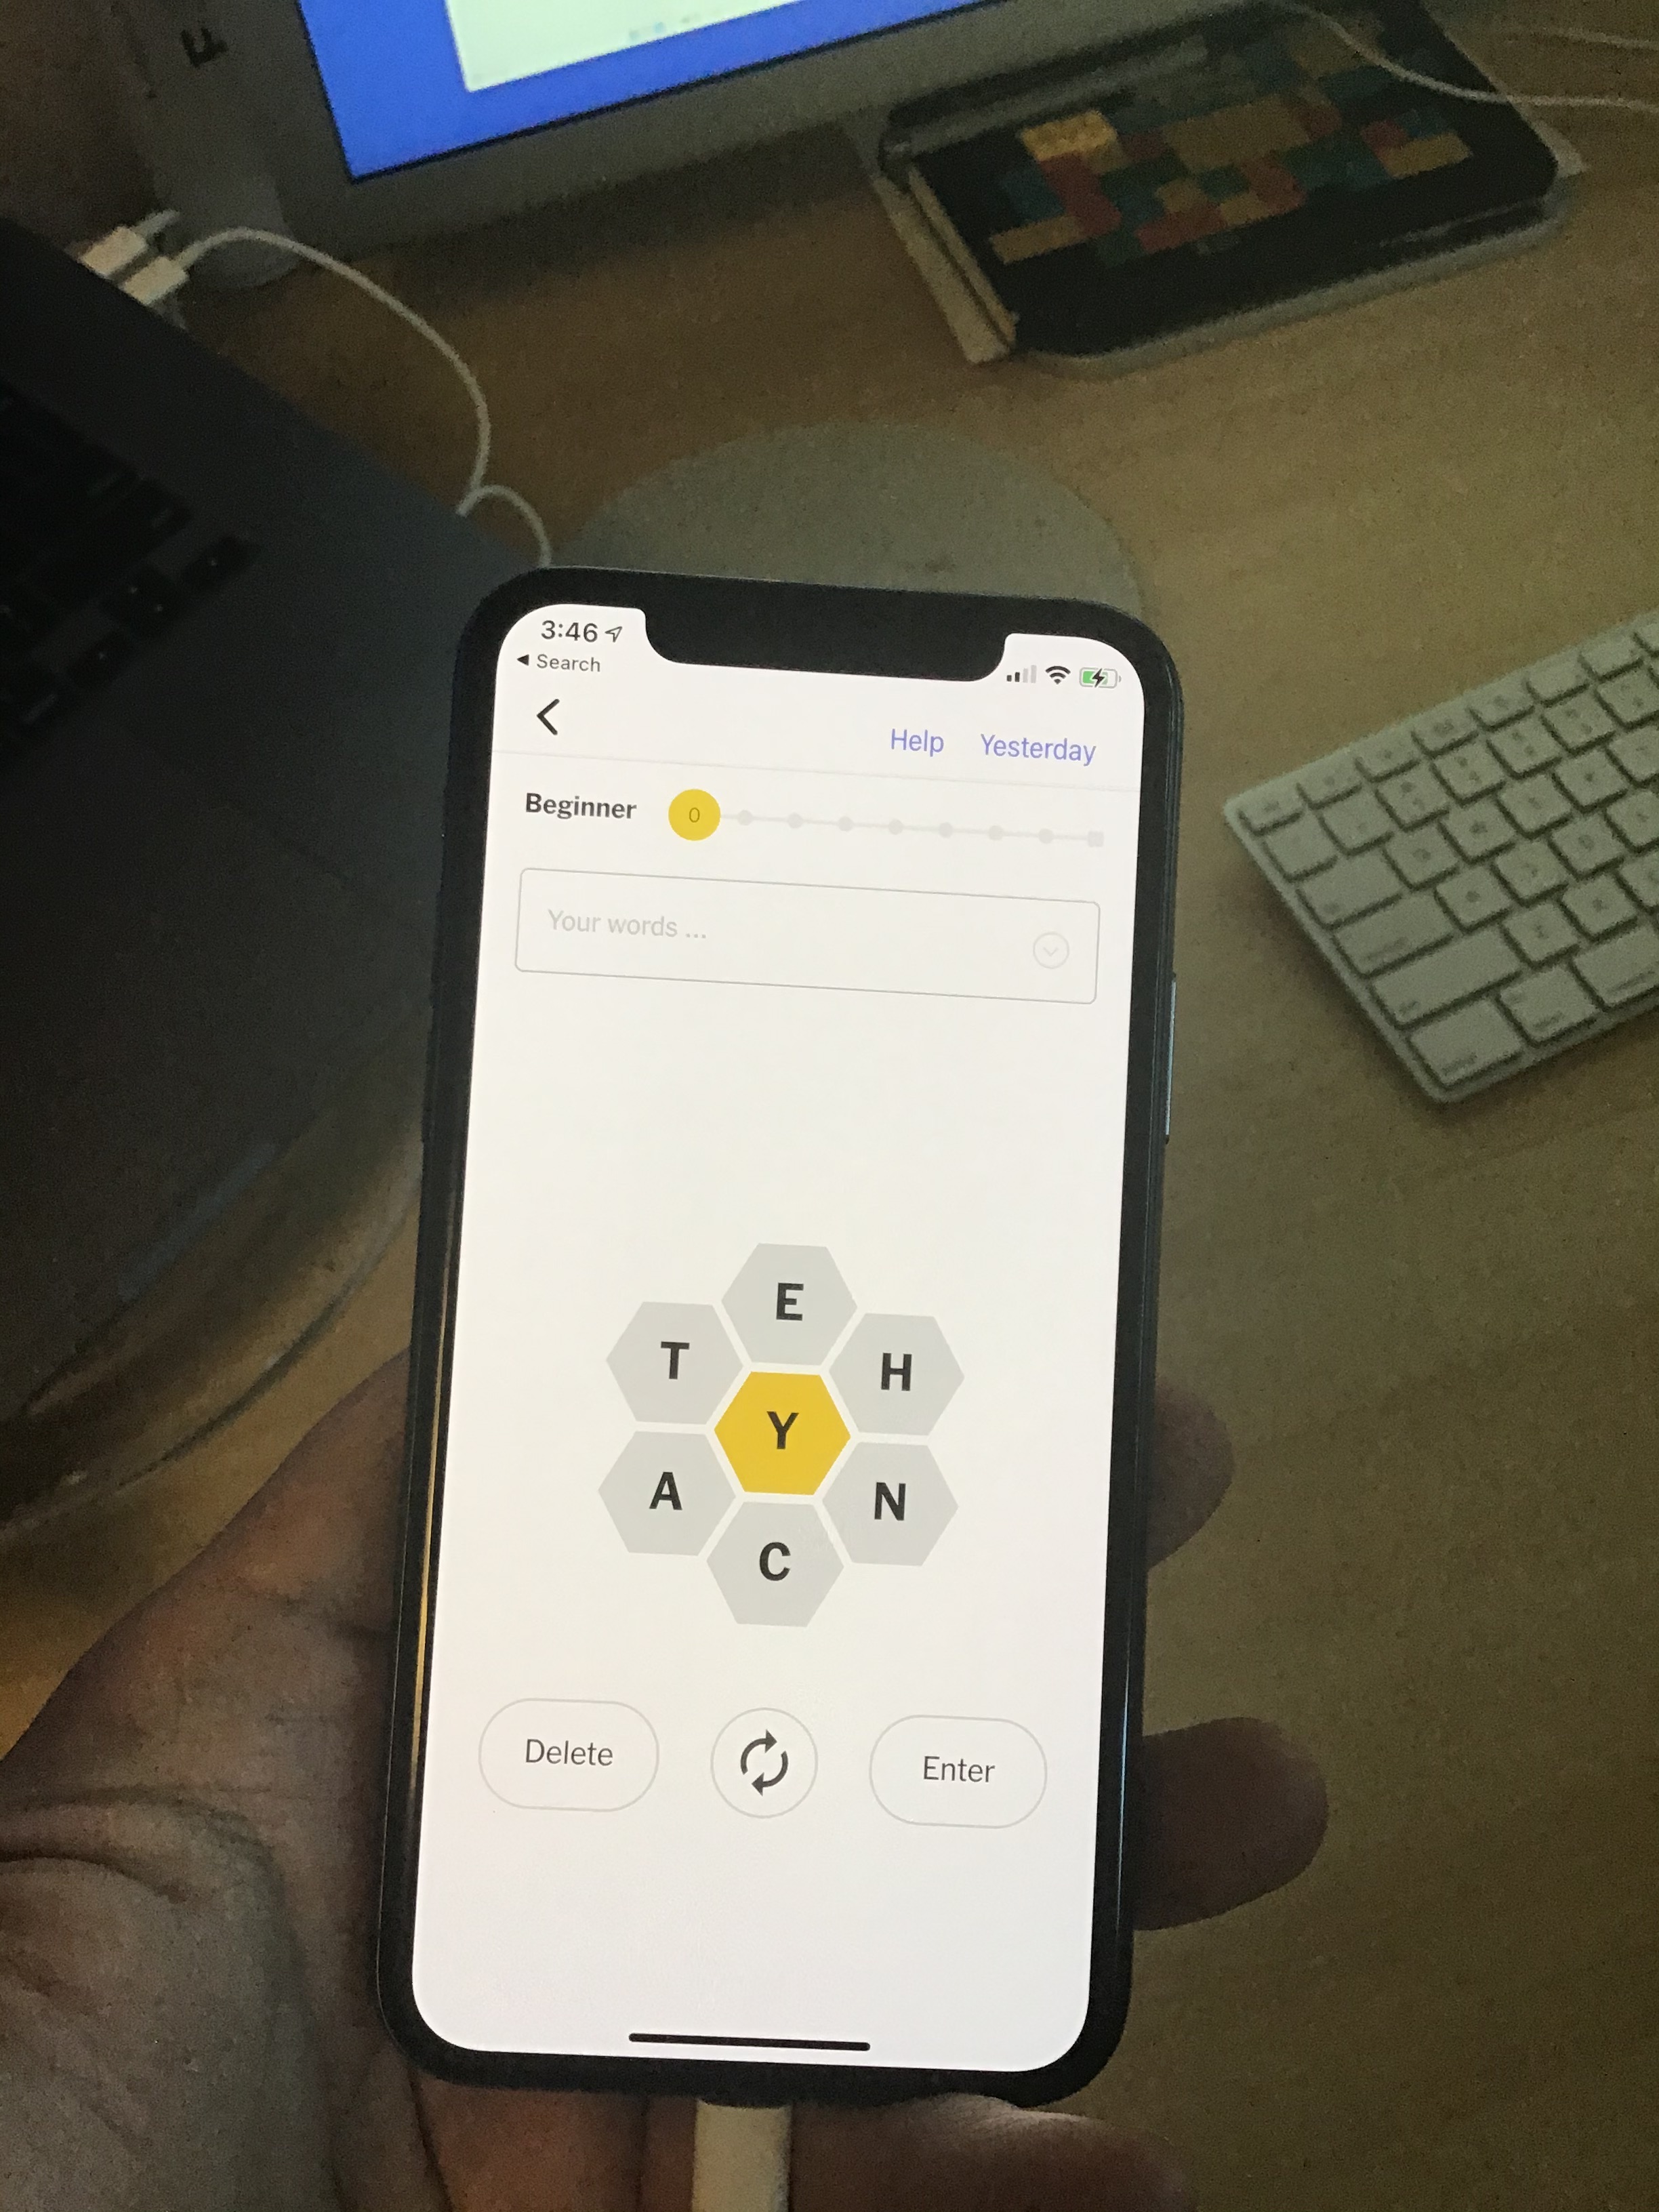 3:46
◀ Search
Help Yesterday
Beginner 0
Your words ...
E
T H
Y
A N
C
Delete Enter